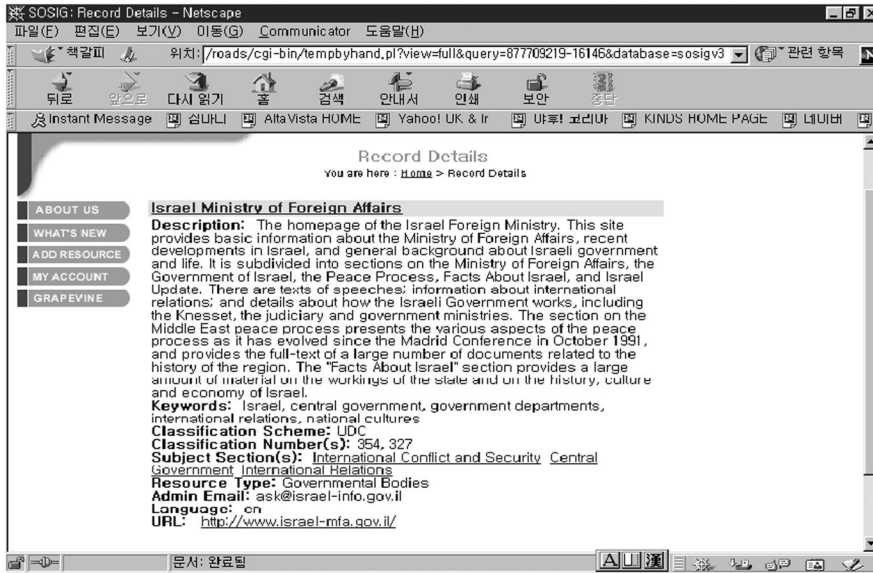 SOSIG: Record Details - Netscape
파일(F) 편집(E) 보기(V) 이동(G) Communicator 도움말(H)
책갈피 위치: /roads/cgi-bin/tempbyhand.pl?view=full&query=877709219-16146&database=sosigv3 관련 항목
뒤로 앞으로 다시 읽기 홈 검색 안내서 인쇄 보안 중단
Instant Message 심마니 AltaVista HOME Yahoo! UK & Ir 야후! 코리아 KINDS HOME PAGE 네이버
Record Details
You are here : Home > Record Details
ABOUT US
WHAT'S NEW
ADD RESOURCE
MY ACCOUNT
GRAPEVINE
Israel Ministry of Foreign Affairs
Description: The homepage of the Israel Foreign Ministry. This site
provides basic information about the Ministry of Foreign Affairs, recent
developments in Israel, and general background about Israeli government
and life. It is subdivided into sections on the Ministry of Foreign Affairs, the
Government of Israel, the Peace Process, Facts About Israel, and Israel
Update. There are texts of speeches; information about international
relations; and details about how the Israeli Government works, including
the Knesset, the judiciary and government ministries. The section on the
Middle East peace process presents the various aspects of the peace
process as it has evolved since the Madrid Conference in October 1991,
and provides the full-text of a large number of documents related to the
history of the region. The "Facts About Israel" section provides a large
amount of material on the workings of the state and on the history, culture
and economy of Israel.
Keywords: Israel, central government, government departments,
international relations, national cultures
Classification Scheme: UDC
Classification Number(s): 354, 327
Subject Section(s): International Conflict and Security Central
Government International Relations
Resource Type: Governmental Bodies
Admin Email: ask@israel-info.gov.il
Language: en
URL: http://www.israel-mfa.gov.il/
문서: 완료됨
A 漢